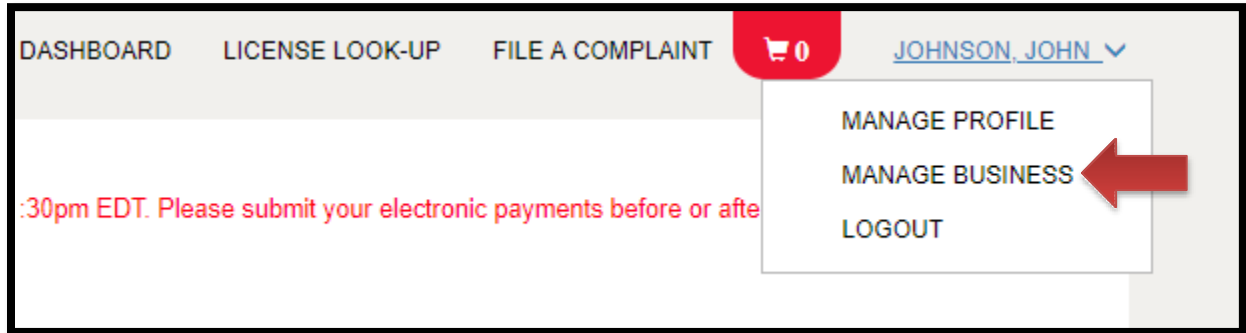 DASHBOARD LICENSE LOOK-UP FILE A COMPLAINT 0 JOHNSON, JOHN
MANAGE PROFILE
MANAGE BUSINESS
:30pm EDT. Please submit your electronic payments before or afte
LOGOUT